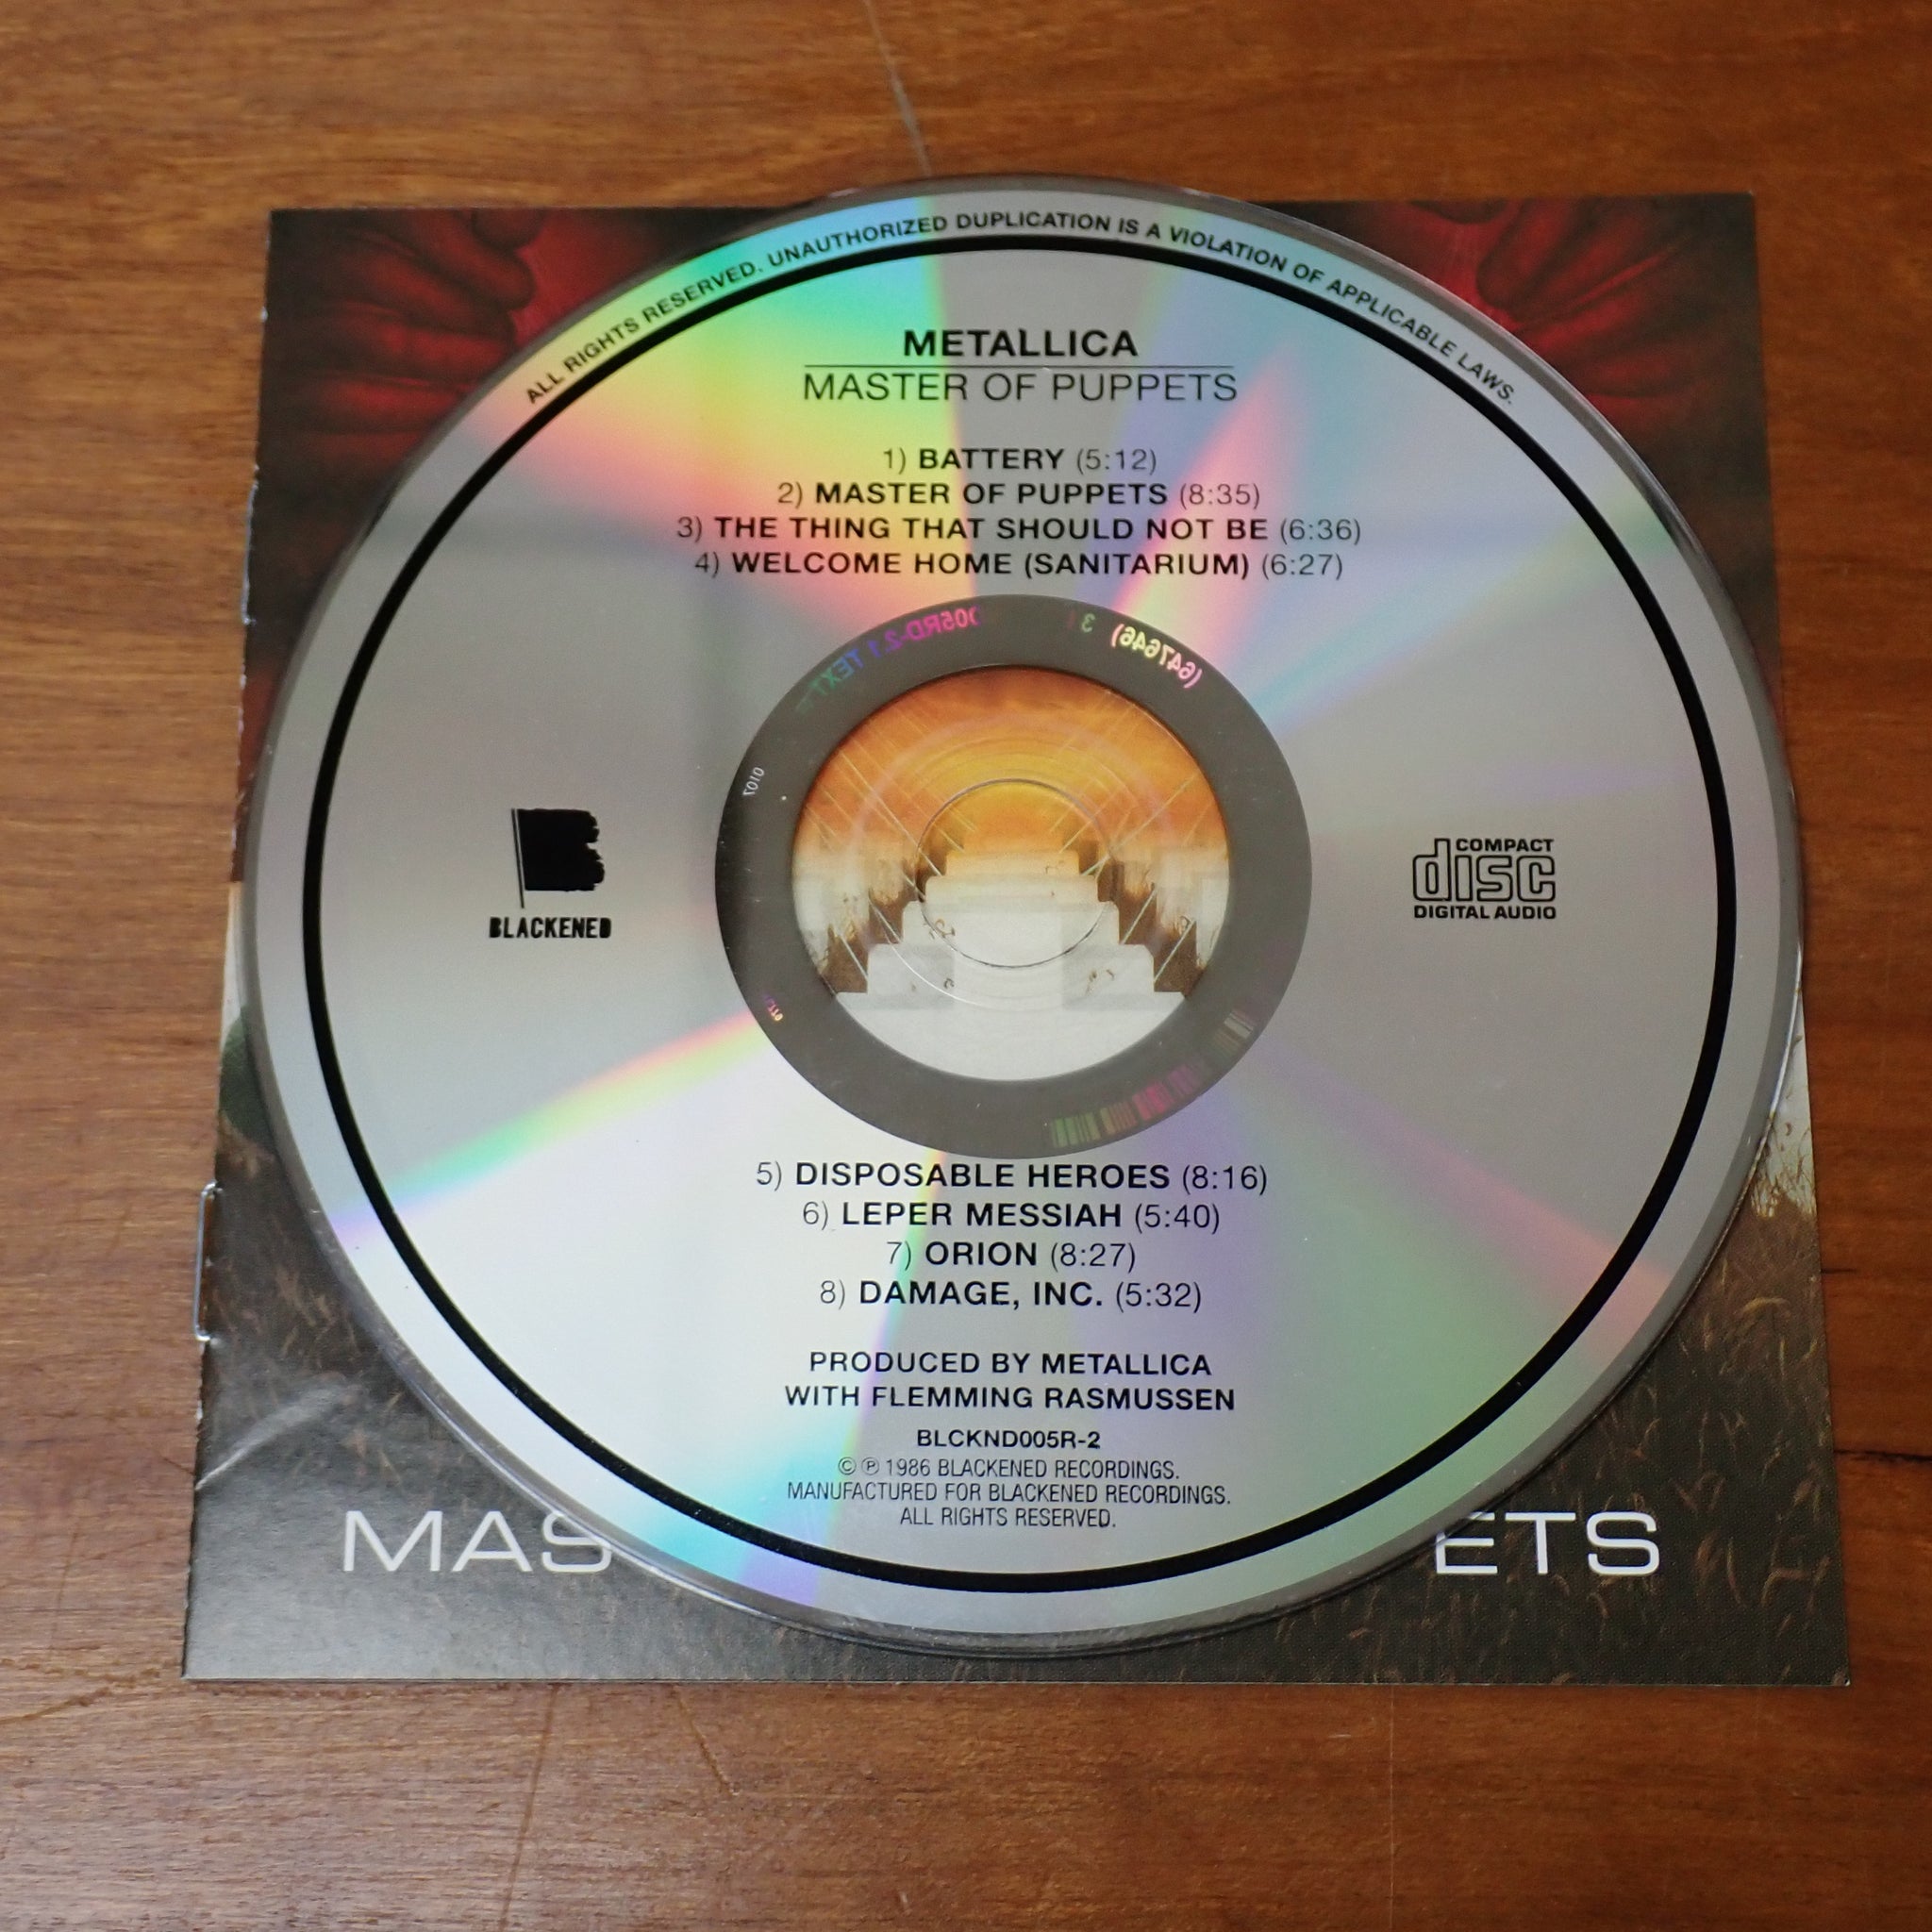 ALL RIGHTS RESERVED. UNAUTHORIZED DUPLICATION IS A VIOLATION OF APPLICABLE LAWS.
METALLICA
MASTER OF PUPPETS
1) BATTERY (5:12)
2) MASTER OF PUPPETS (8:35)
3) THE THING THAT SHOULD NOT BE (6:36)
4) WELCOME HOME (SANITARIUM) (6:27)
(647646) 3
BLACKENED
COMPACT
disc
DIGITAL AUDIO
5) DISPOSABLE HEROES (8:16)
6) LEPER MESSIAH (5:40)
7) ORION (8:27)
8) DAMAGE, INC. (5:32)
PRODUCED BY METALLICA
WITH FLEMMING RASMUSSEN
BLCKND005R-2
© ℗ 1986 BLACKENED RECORDINGS.
MANUFACTURED FOR BLACKENED RECORDINGS.
ALL RIGHTS RESERVED.
MAS ETS